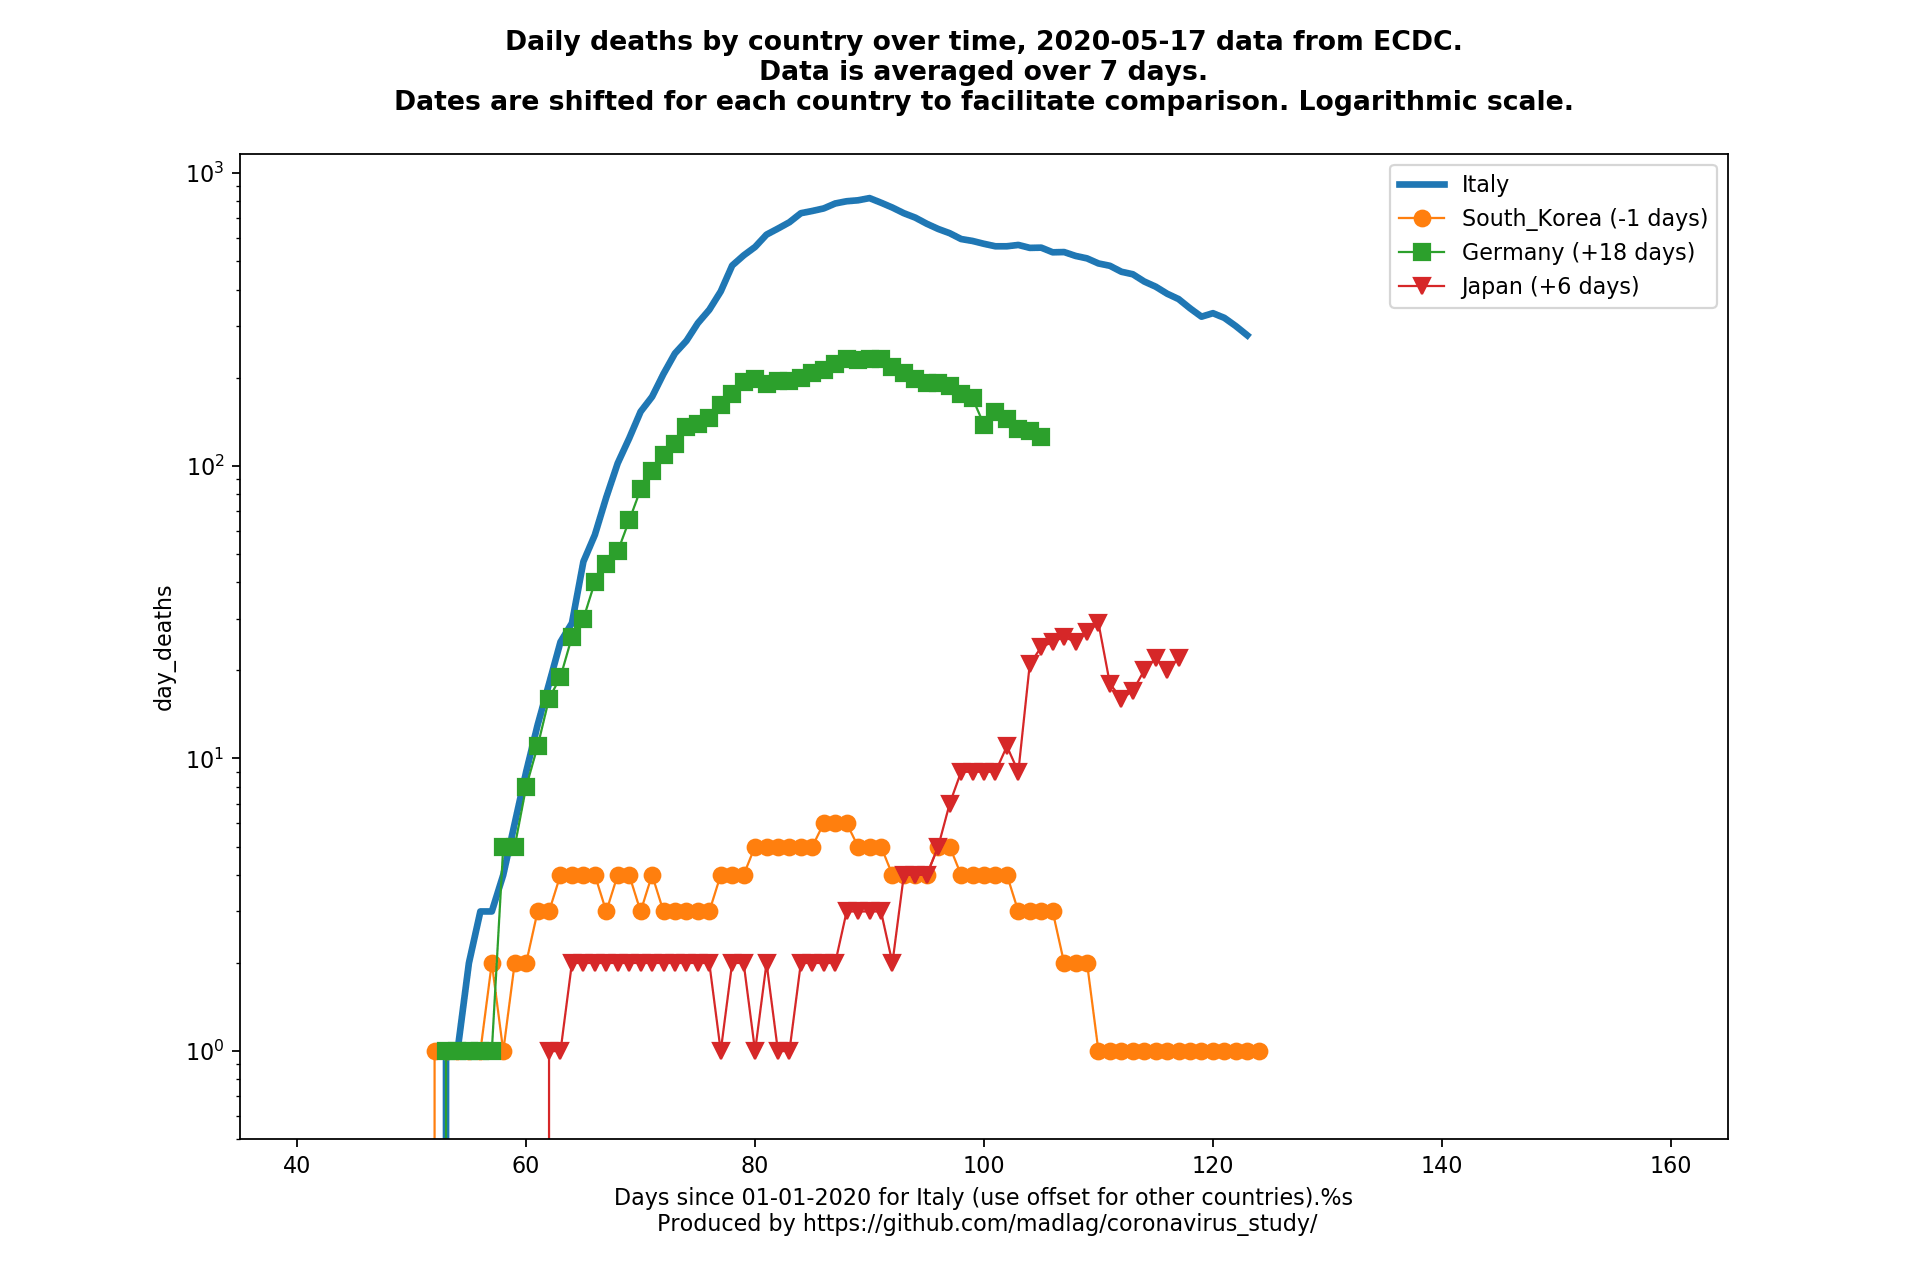 Daily deaths by country over time, 2020-05-17 data from ECDC.
Data is averaged over 7 days.
Dates are shifted for each country to facilitate comparison. Logarithmic scale.
10³
10²
10¹
10⁰
day_deaths
Italy
South_Korea (-1 days)
Germany (+18 days)
Japan (+6 days)
40 60 80 100 120 140 160
Days since 01-01-2020 for Italy (use offset for other countries).%s
Produced by https://github.com/madlag/coronavirus_study/